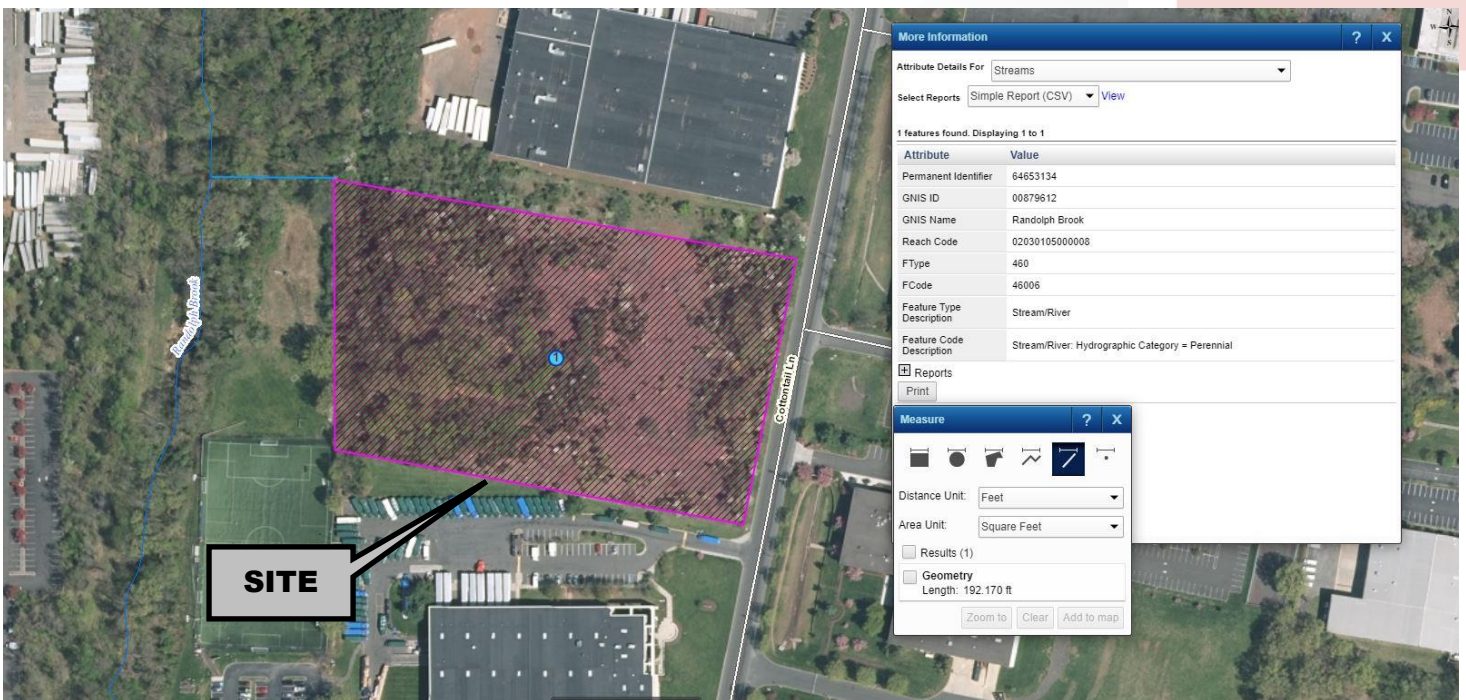 More Information
? X
Attribute Details For Streams
Select Reports Simple Report (CSV) View
1 features found. Displaying 1 to 1
Attribute Value
Permanent Identifier 64653134
GNIS ID 00879612
GNIS Name Randolph Brook
Reach Code 02030105000008
FType 460
FCode 46006
Feature Type
Description Stream/River
Feature Code
Description Stream/River: Hydrographic Category = Perennial
Reports
Print
Measure
? X
Distance Unit: Feet
Area Unit: Square Feet
Results (1)
Geometry
Length: 192.170 ft
Zoom to Clear Add to map
N
W
S
Randolph Brook
1
Cottontail Ln
SITE